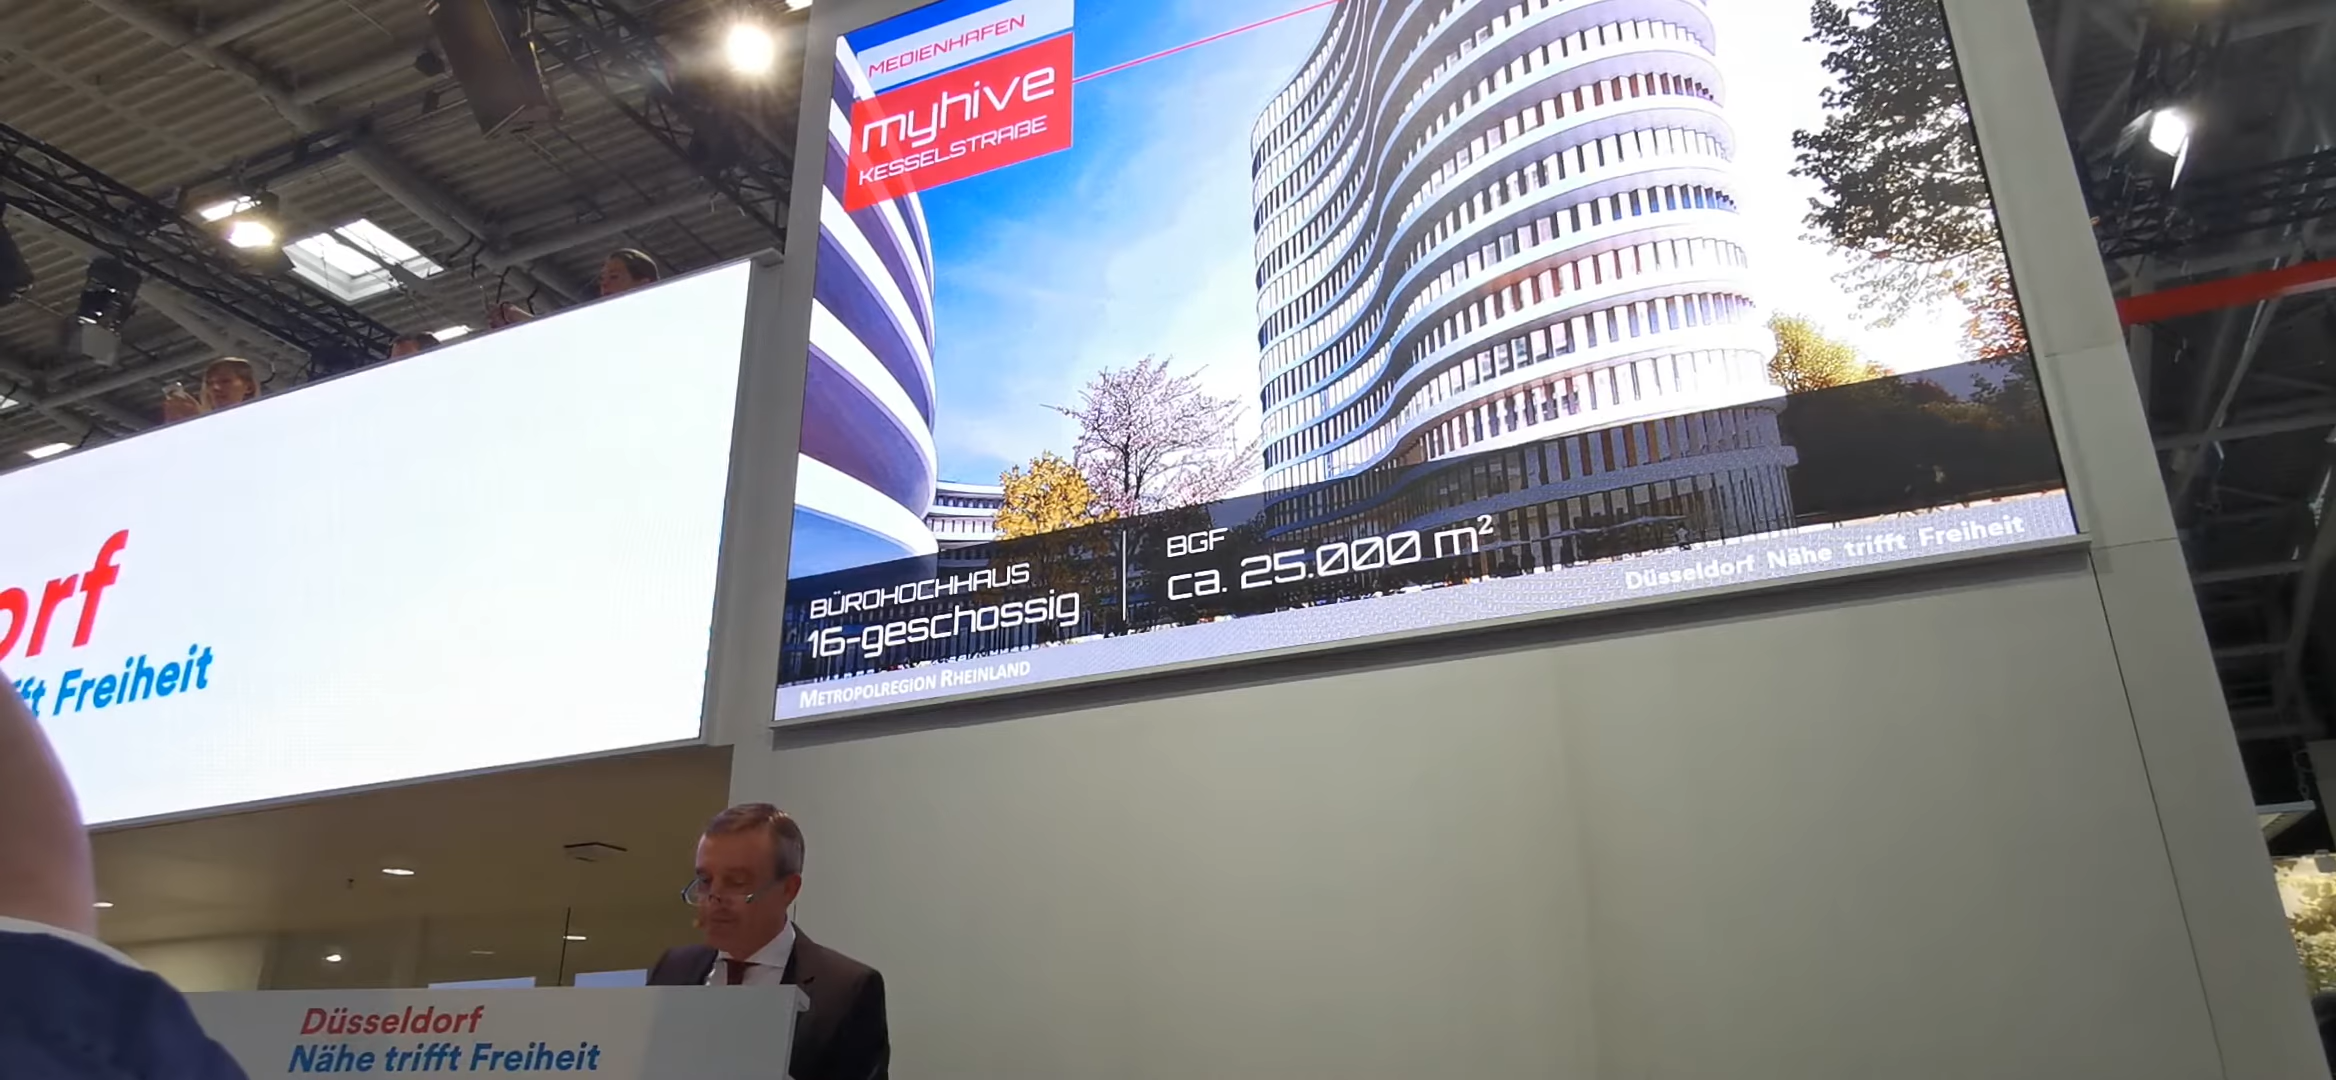 MEDIENHAFEN
myhive
KESSELSTRAßE
BÜROHOCHHAUS
16-geschossig
BGF
ca. 25.000 m²
METROPOLREGION RHEINLAND
Düsseldorf Nähe trifft Freiheit
orf
ft Freiheit
Düsseldorf
Nähe trifft Freiheit